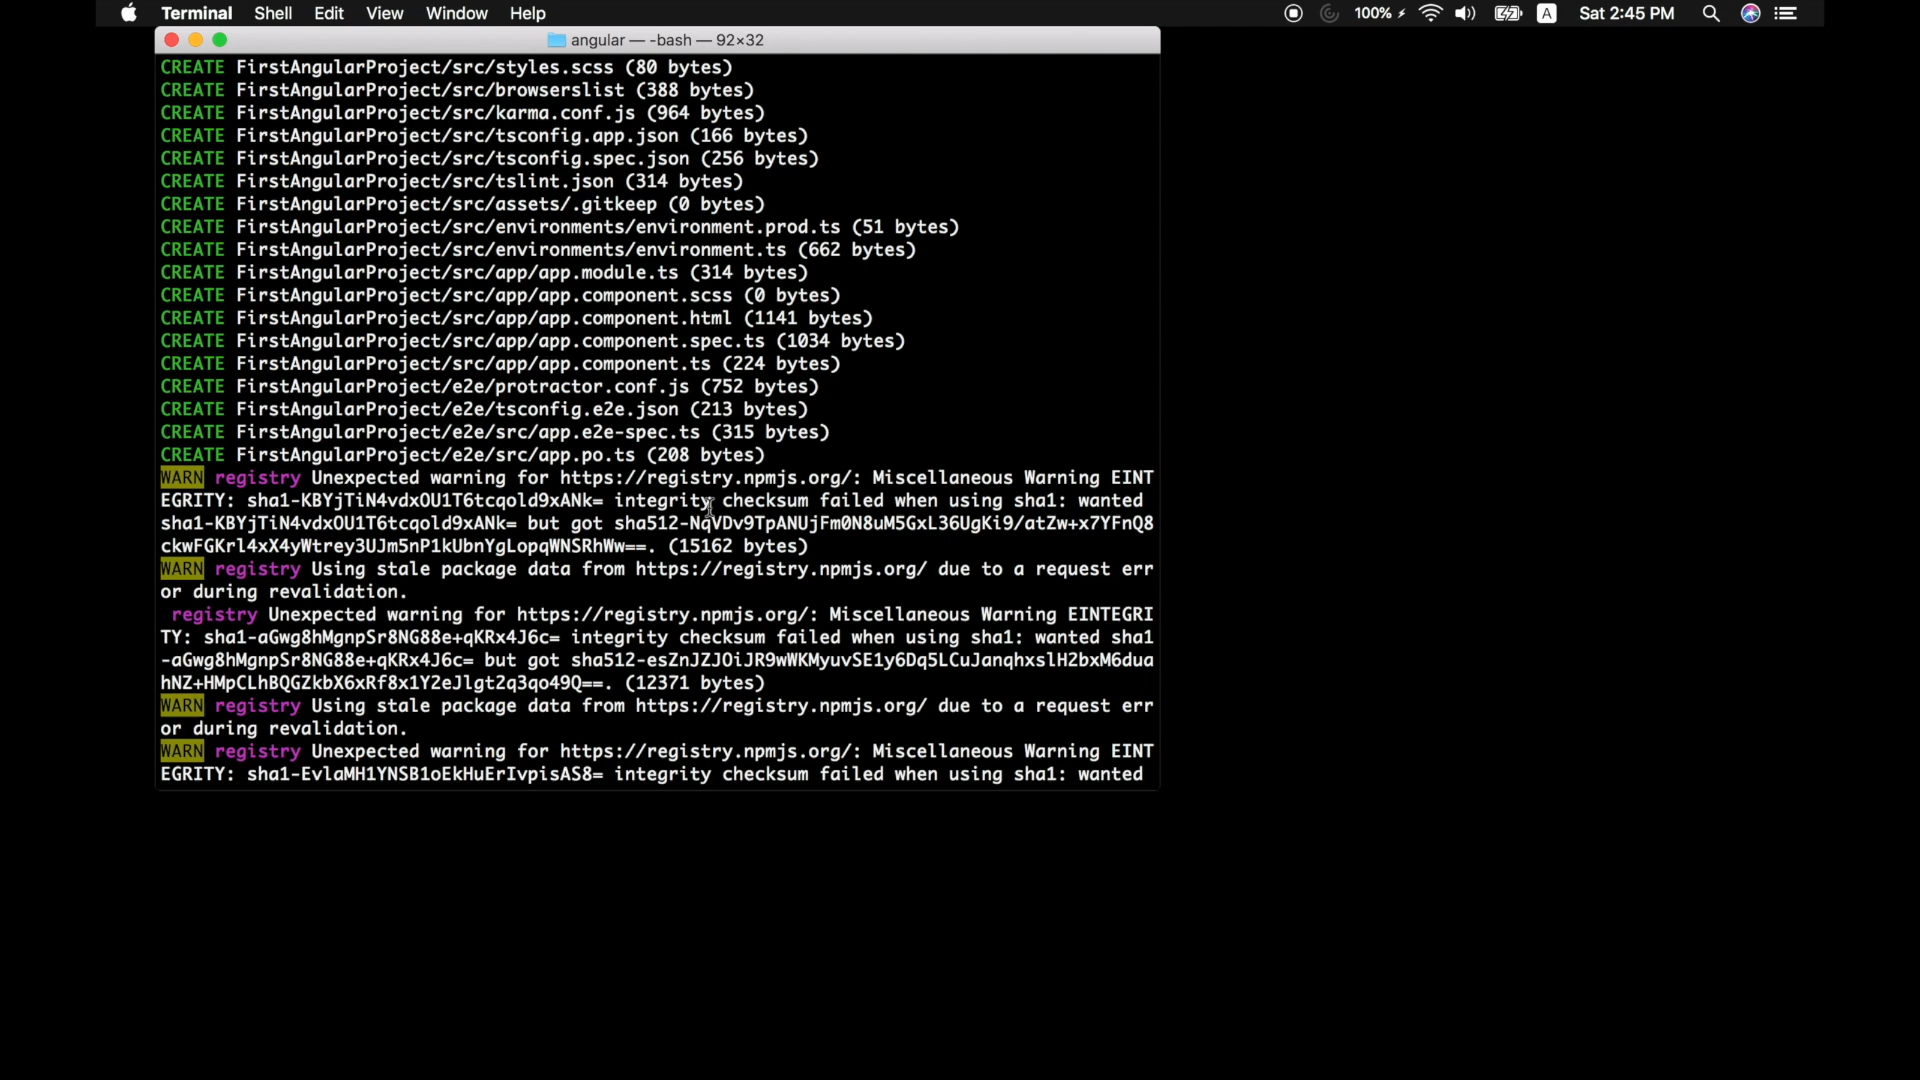 Terminal Shell Edit View Window Help 100% A Sat 2:45 PM
angular — -bash — 92×32
CREATE FirstAngularProject/src/styles.scss (80 bytes)
CREATE FirstAngularProject/src/browserslist (388 bytes)
CREATE FirstAngularProject/src/karma.conf.js (964 bytes)
CREATE FirstAngularProject/src/tsconfig.app.json (166 bytes)
CREATE FirstAngularProject/src/tsconfig.spec.json (256 bytes)
CREATE FirstAngularProject/src/tslint.json (314 bytes)
CREATE FirstAngularProject/src/assets/.gitkeep (0 bytes)
CREATE FirstAngularProject/src/environments/environment.prod.ts (51 bytes)
CREATE FirstAngularProject/src/environments/environment.ts (662 bytes)
CREATE FirstAngularProject/src/app/app.module.ts (314 bytes)
CREATE FirstAngularProject/src/app/app.component.scss (0 bytes)
CREATE FirstAngularProject/src/app/app.component.html (1141 bytes)
CREATE FirstAngularProject/src/app/app.component.spec.ts (1034 bytes)
CREATE FirstAngularProject/src/app/app.component.ts (224 bytes)
CREATE FirstAngularProject/e2e/protractor.conf.js (752 bytes)
CREATE FirstAngularProject/e2e/tsconfig.e2e.json (213 bytes)
CREATE FirstAngularProject/e2e/src/app.e2e-spec.ts (315 bytes)
CREATE FirstAngularProject/e2e/src/app.po.ts (208 bytes)
WARN registry Unexpected warning for https://registry.npmjs.org/: Miscellaneous Warning EINT
EGRITY: sha1-KBYjTiN4vdxOU1T6tcqold9xANk= integrity checksum failed when using sha1: wanted
sha1-KBYjTiN4vdxOU1T6tcqold9xANk= but got sha512-NqVDv9TpANUjFm0N8uM5GxL36UgKi9/atZw+x7YFnQ8
ckwFGKrl4xX4yWtrey3UJm5nP1kUbnYgLopqWNSRhWw==. (15162 bytes)
WARN registry Using stale package data from https://registry.npmjs.org/ due to a request err
or during revalidation.
registry Unexpected warning for https://registry.npmjs.org/: Miscellaneous Warning EINTEGRI
TY: sha1-aGwg8hMgnpSr8NG88e+qKRx4J6c= integrity checksum failed when using sha1: wanted sha1
-aGwg8hMgnpSr8NG88e+qKRx4J6c= but got sha512-esZnJZJOiJR9wWKMyuvSE1y6Dq5LCuJanqhxslH2bxM6dua
hNZ+HMpCLhBQGZkbX6xRf8x1Y2eJlgt2q3qo49Q==. (12371 bytes)
WARN registry Using stale package data from https://registry.npmjs.org/ due to a request err
or during revalidation.
WARN registry Unexpected warning for https://registry.npmjs.org/: Miscellaneous Warning EINT
EGRITY: sha1-EvlaMH1YNSB1oEkHuErIvpisAS8= integrity checksum failed when using sha1: wanted